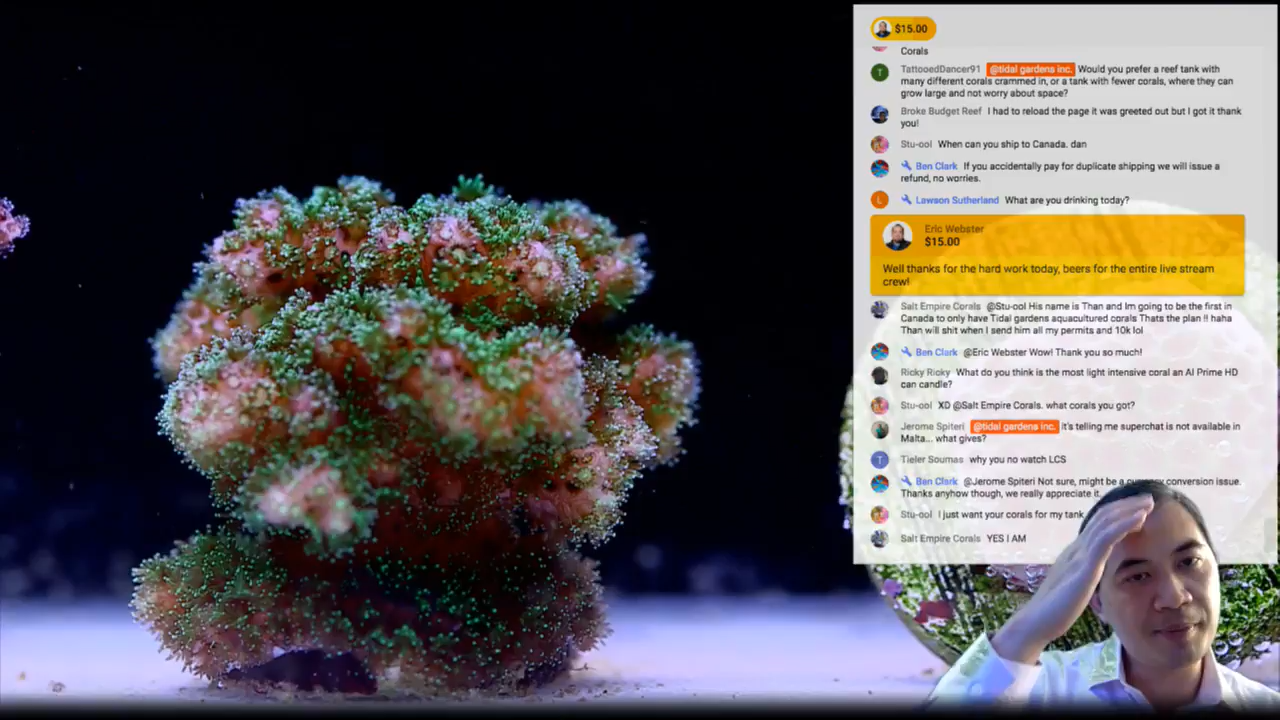 $15.00
Corals
TattooedDancer91 @tidal gardens inc. Would you prefer a reef tank with
many different corals crammed in, or a tank with fewer corals, where they can
grow large and not worry about space?
Broke Budget Reef I had to reload the page it was greeted out but I got it thank
you!
Stu-ool When can you ship to Canada. dan
Ben Clark If you accidentally pay for duplicate shipping we will issue a
refund, no worries.
L Lawson Sutherland What are you drinking today?
Eric Webster
$15.00
Well thanks for the hard work today, beers for the entire live stream
crew!
Salt Empire Corals @Stu-ool His name is Than and Im going to be the first in
Canada to only have Tidal gardens aquacultured corals Thats the plan !! haha
Than will shit when I send him all my permits and 10k lol
Ben Clark @Eric Webster Wow! Thank you so much!
Ricky Ricky What do you think is the most light intensive coral an AI Prime HD
can candle?
Stu-ool XD @Salt Empire Corals. what corals you got?
Jerome Spiteri @tidal gardens inc. it's telling me superchat is not available in
Malta... what gives?
T Tieler Soumas why you no watch LCS
Ben Clark @Jerome Spiteri Not sure, might be a conversion issue.
Thanks anyhow though, we really appreciate it.
Stu-ool I just want your corals for my tank
Salt Empire Corals YES I AM